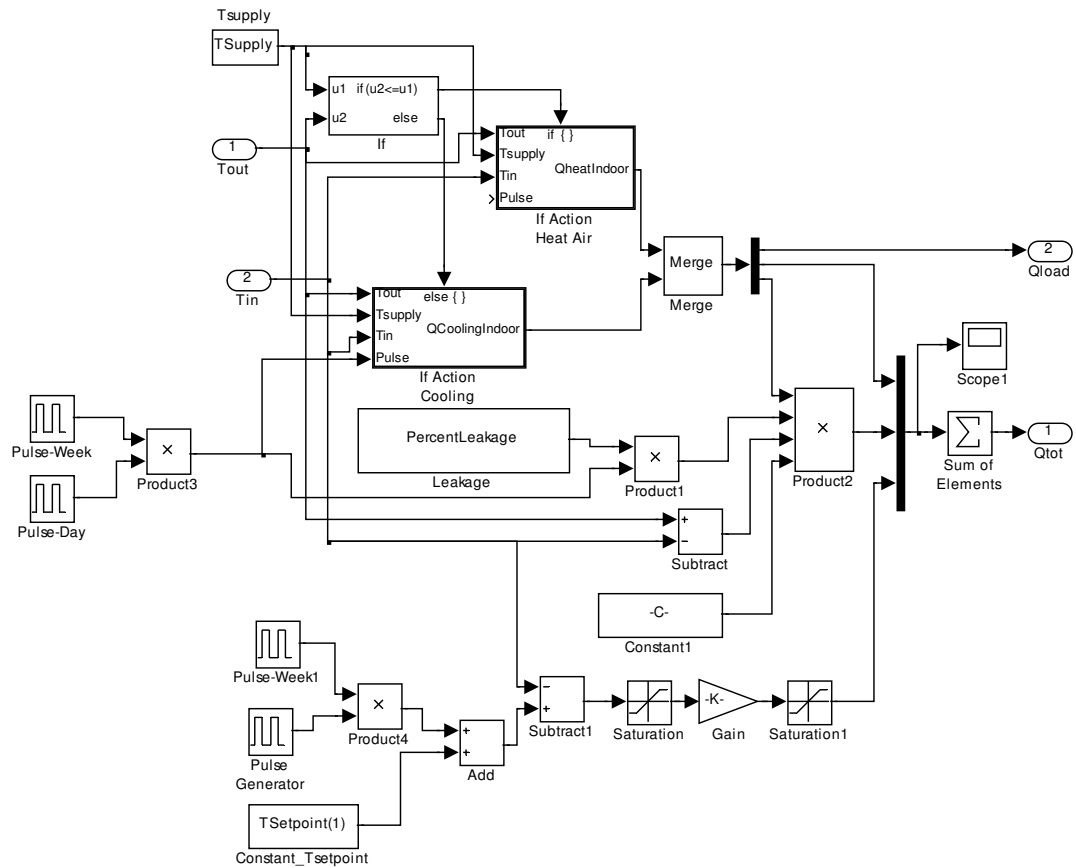 Tsupply
TSupply
u1 if(u2<=u1)
u2 else
If
1
Tout
Tout if { }
Tsupply
QheatIndoor
Tin
Pulse
If Action
Heat Air
Merge
Merge
2
Qload
2
Tin
Tout else { }
Tsupply
QCoolingIndoor
Tin
Pulse
If Action
Cooling
Scope1
Pulse-Week
×
Product3
Pulse-Day
PercentLeakage
Leakage
×
Product1
×
Product2
Σ
Sum of
Elements
1
Qtot
+
−
Subtract
-C-
Constant1
Pulse-Week1
×
Product4
Pulse
Generator
+
+
Add
−
+
Subtract1
Saturation
-K-
Gain
Saturation1
TSetpoint(1)
Constant_Tsetpoint